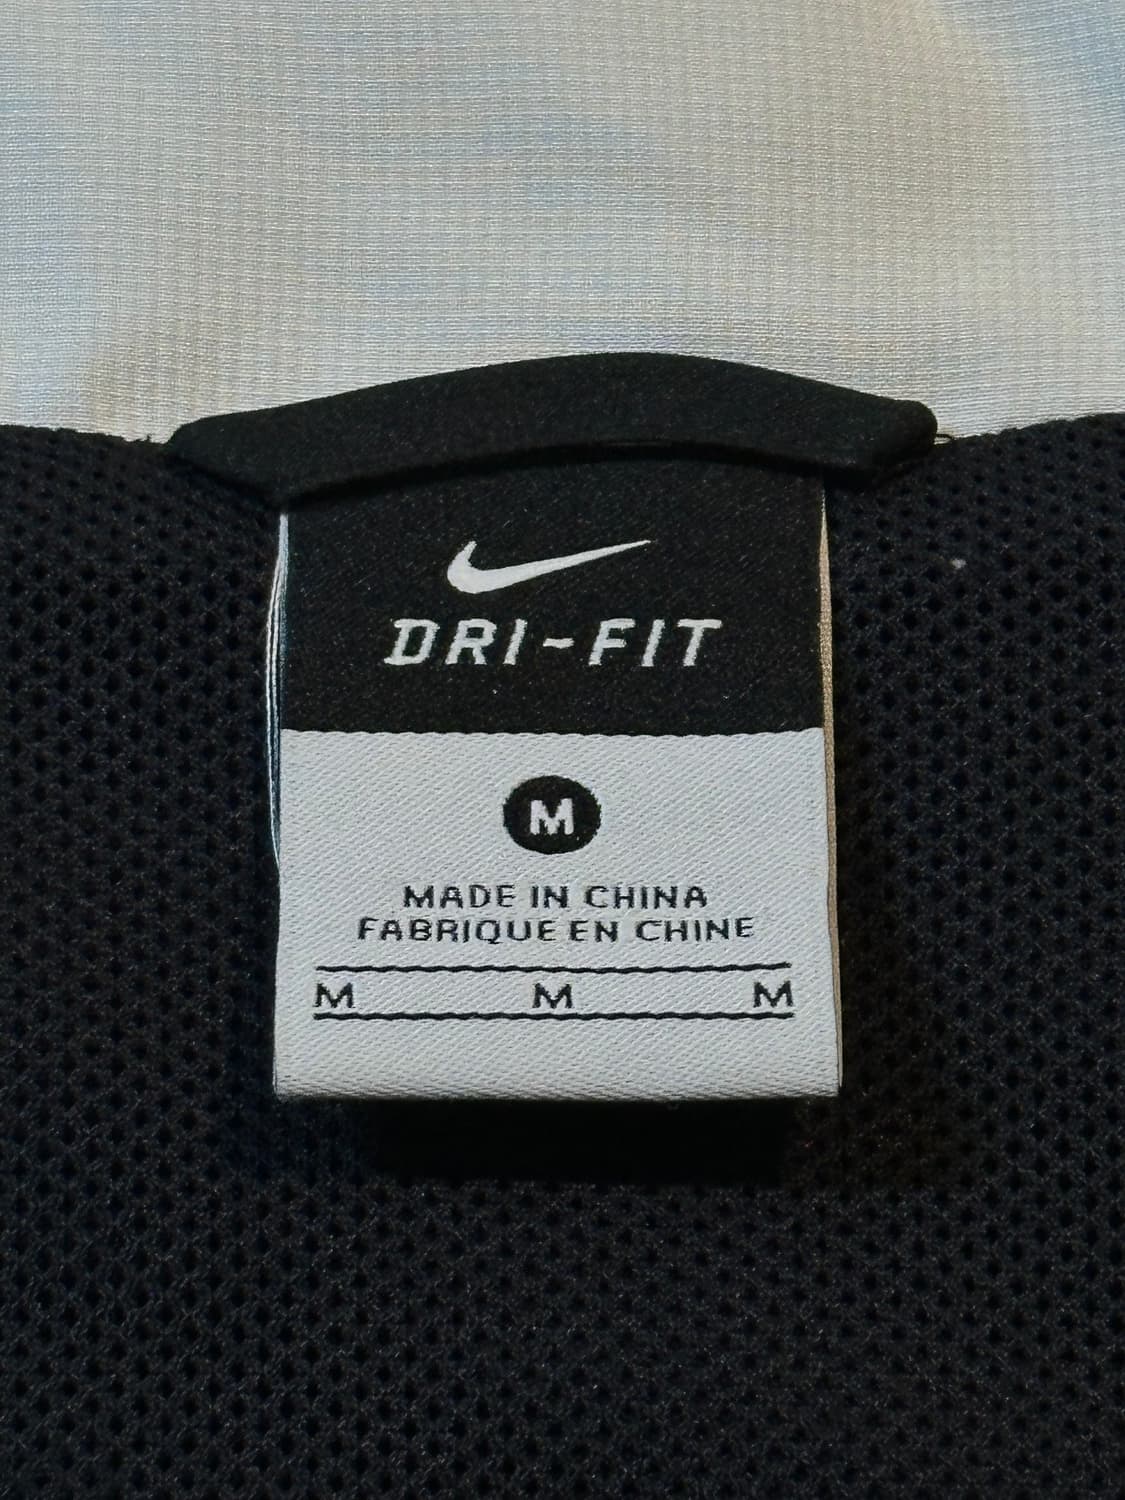 DRI-FIT
M
MADE IN CHINA
FABRIQUE EN CHINE
M M M